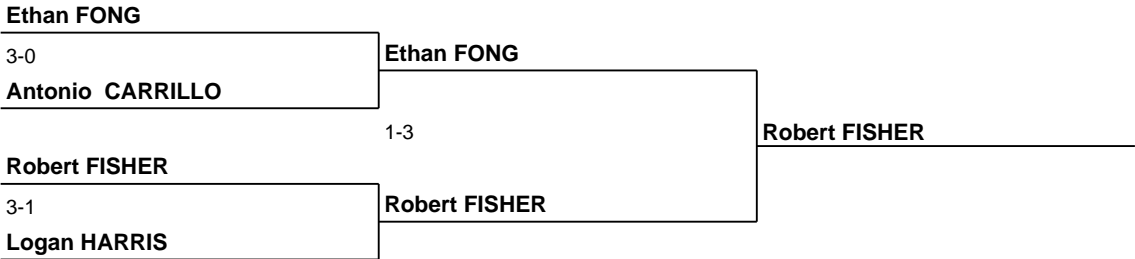 Ethan FONG
3-0
Ethan FONG
Antonio  CARRILLO
1-3
Robert FISHER
Robert FISHER
3-1
Robert FISHER
Logan HARRIS